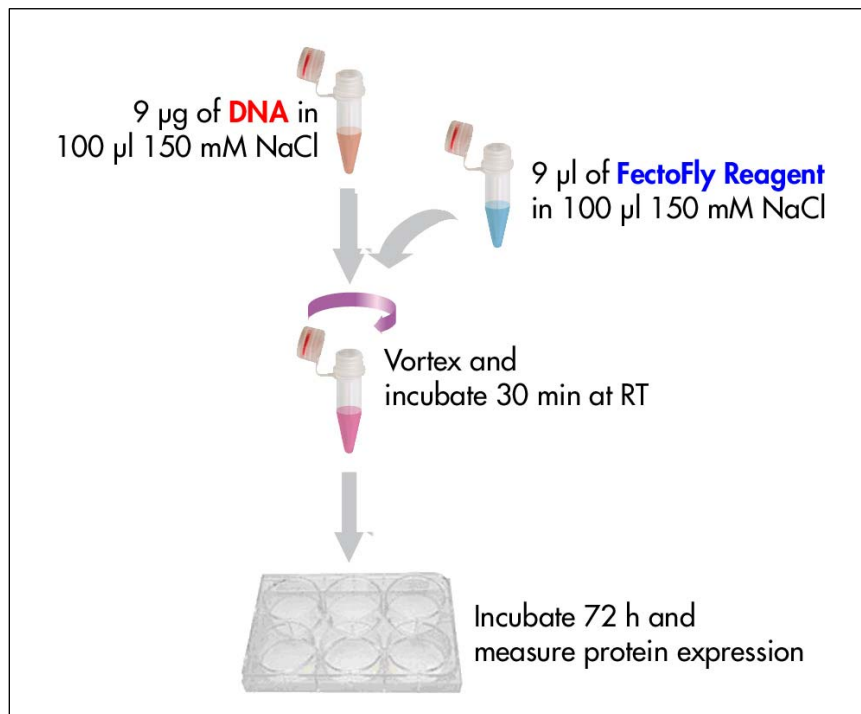 9 µg of DNA in
100 µl 150 mM NaCl
9 µl of FectoFly Reagent
in 100 µl 150 mM NaCl
Vortex and
incubate 30 min at RT
Incubate 72 h and
measure protein expression